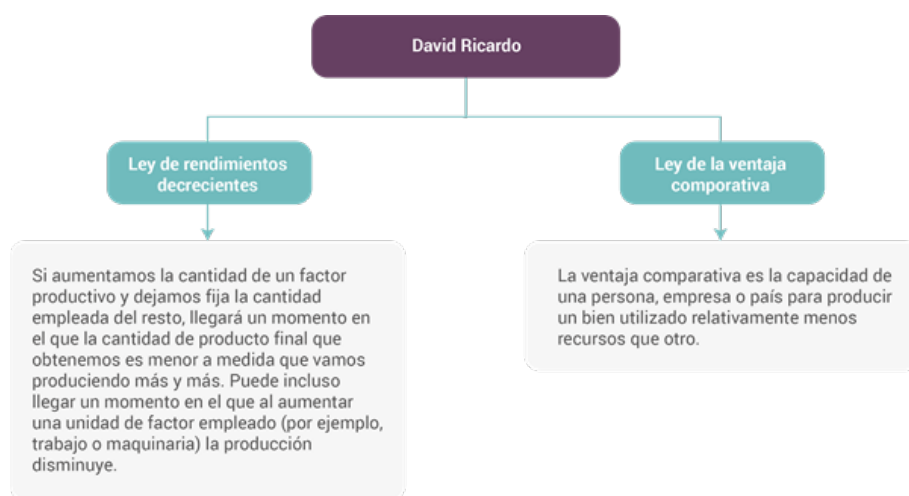 David Ricardo
Ley de rendimientos
decrecientes
Si aumentamos la cantidad de un factor
productivo y dejamos fija la cantidad
empleada del resto, llegará un momento en
el que la cantidad de producto final que
obtenemos es menor a medida que vamos
produciendo más y más. Puede incluso
llegar un momento en el que al aumentar
una unidad de factor empleado (por ejemplo,
trabajo o maquinaria) la producción
disminuye.
Ley de la ventaja
comporativa
La ventaja comparativa es la capacidad de
una persona, empresa o país para producir
un bien utilizado relativamente menos
recursos que otro.